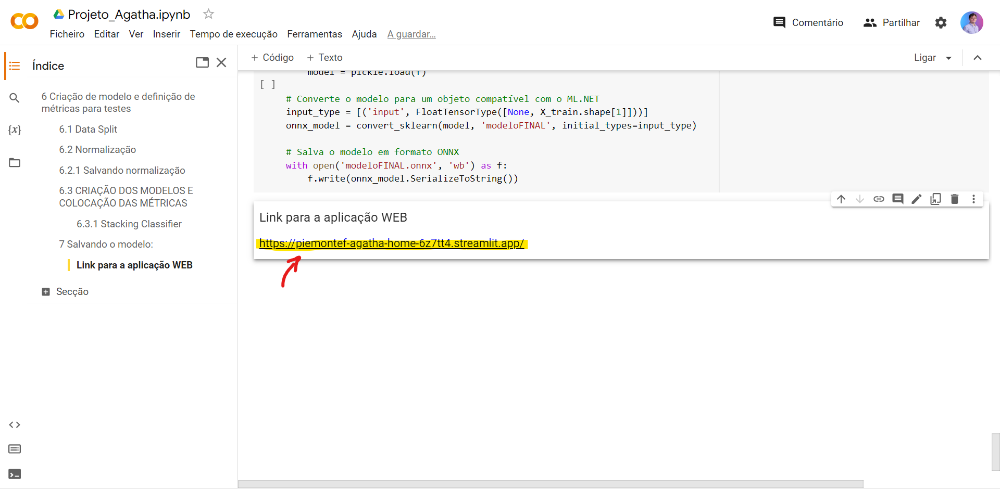 Projeto_Agatha.ipynb
Ficheiro Editar Ver Inserir Tempo de execução Ferramentas Ajuda A guardar...
Comentário Partilhar
Índice
6 Criação de modelo e definição de
métricas para testes
6.1 Data Split
6.2 Normalização
6.2.1 Salvando normalização
6.3 CRIAÇÃO DOS MODELOS E
COLOCAÇÃO DAS MÉTRICAS
6.3.1 Stacking Classifier
7 Salvando o modelo:
Link para a aplicação WEB
Secção
+ Código + Texto
Ligar
model = pickle.load(f)
[ ]
# Converte o modelo para um objeto compatível com o ML.NET
input_type = [('input', FloatTensorType([None, X_train.shape[1]]))]
onnx_model = convert_sklearn(model, 'modeloFINAL', initial_types=input_type)
# Salva o modelo em formato ONNX
with open('modeloFINAL.onnx', 'wb') as f:
f.write(onnx_model.SerializeToString())
Link para a aplicação WEB
https://piemontef-agatha-home-6z7tt4.streamlit.app/